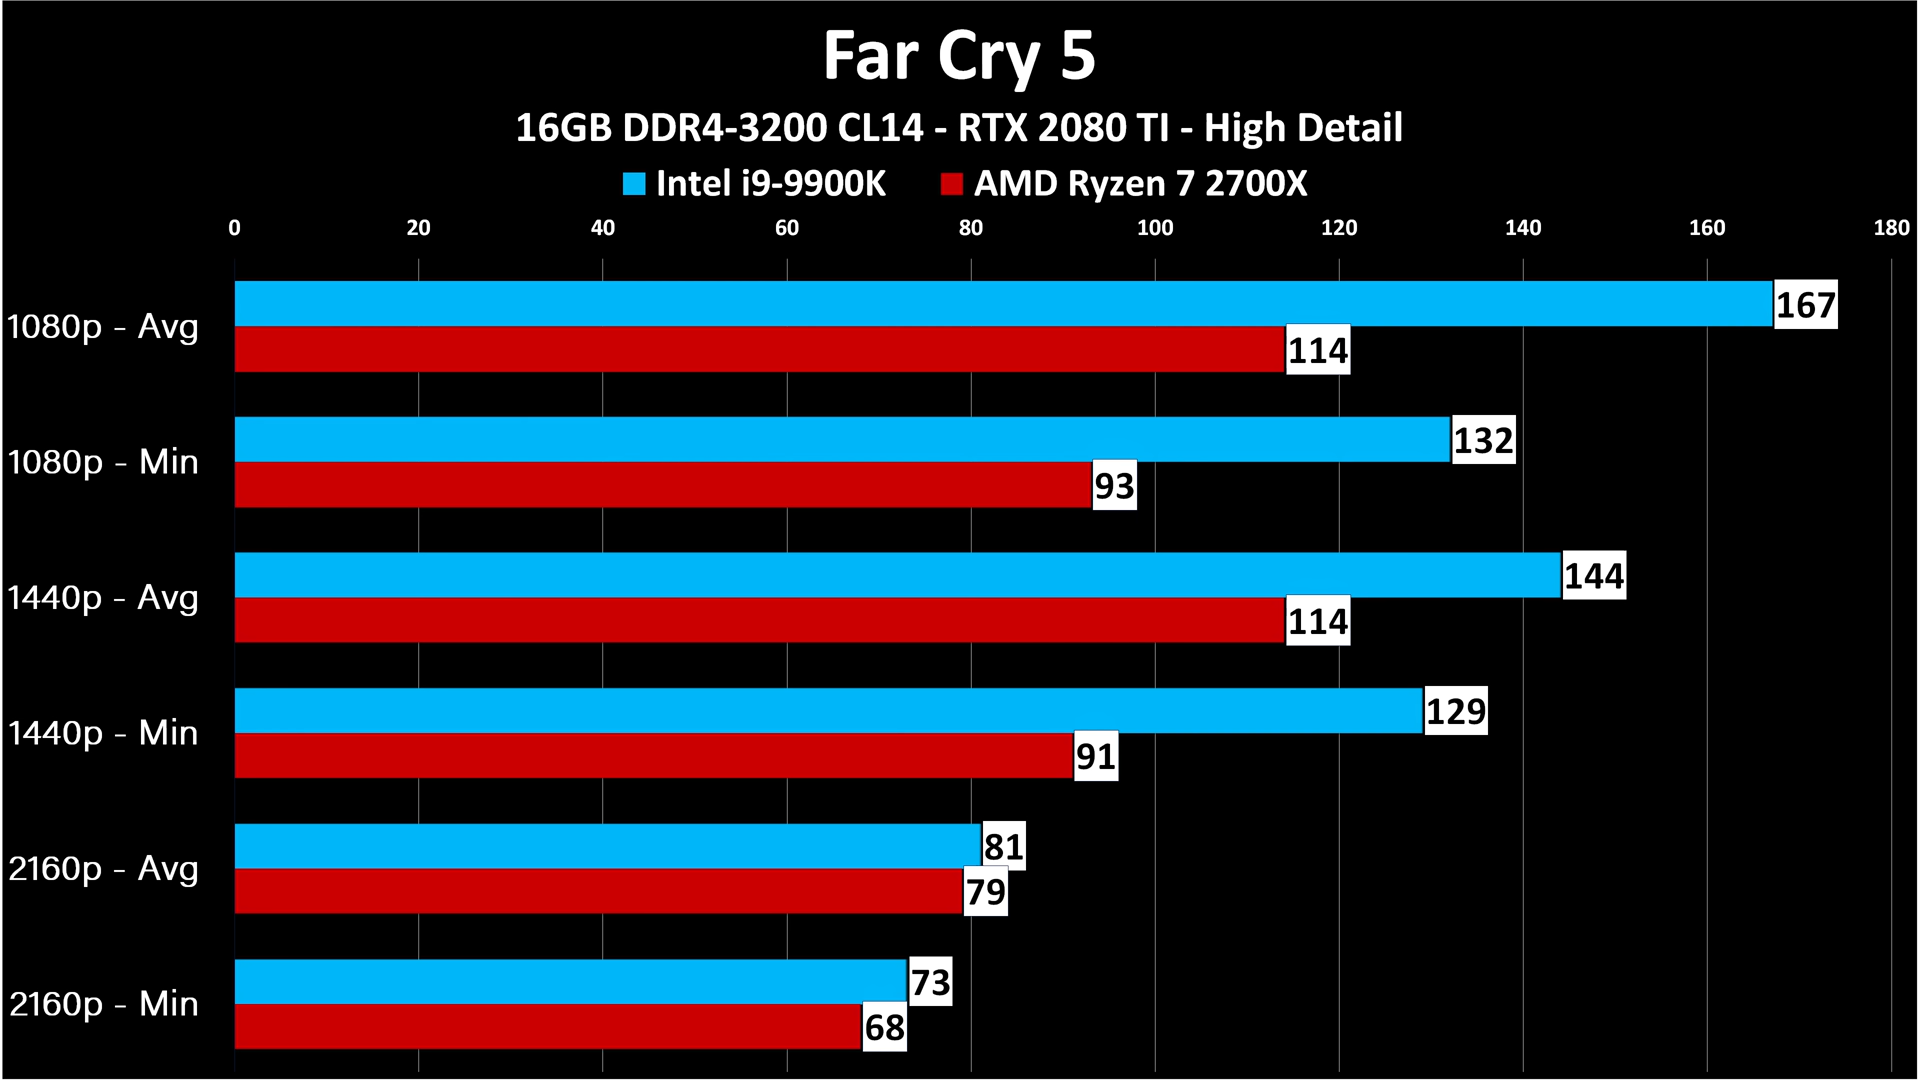 Far Cry 5
16GB DDR4-3200 CL14 - RTX 2080 TI - High Detail
Intel i9-9900K AMD Ryzen 7 2700X
0 20 40 60 80 100 120 140 160 180
1080p - Avg
167
114
1080p - Min
132
93
1440p - Avg
144
114
1440p - Min
129
91
2160p - Avg
81
79
2160p - Min
73
68